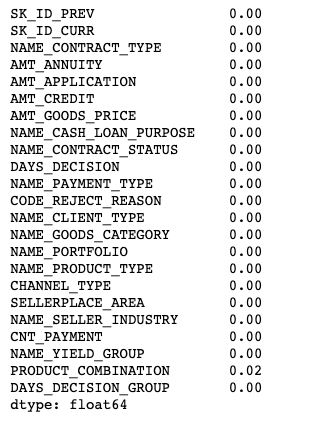 SK_ID_PREV 0.00
SK_ID_CURR 0.00
NAME_CONTRACT_TYPE 0.00
AMT_ANNUITY 0.00
AMT_APPLICATION 0.00
AMT_CREDIT 0.00
AMT_GOODS_PRICE 0.00
NAME_CASH_LOAN_PURPOSE 0.00
NAME_CONTRACT_STATUS 0.00
DAYS_DECISION 0.00
NAME_PAYMENT_TYPE 0.00
CODE_REJECT_REASON 0.00
NAME_CLIENT_TYPE 0.00
NAME_GOODS_CATEGORY 0.00
NAME_PORTFOLIO 0.00
NAME_PRODUCT_TYPE 0.00
CHANNEL_TYPE 0.00
SELLERPLACE_AREA 0.00
NAME_SELLER_INDUSTRY 0.00
CNT_PAYMENT 0.00
NAME_YIELD_GROUP 0.00
PRODUCT_COMBINATION 0.02
DAYS_DECISION_GROUP 0.00
dtype: float64